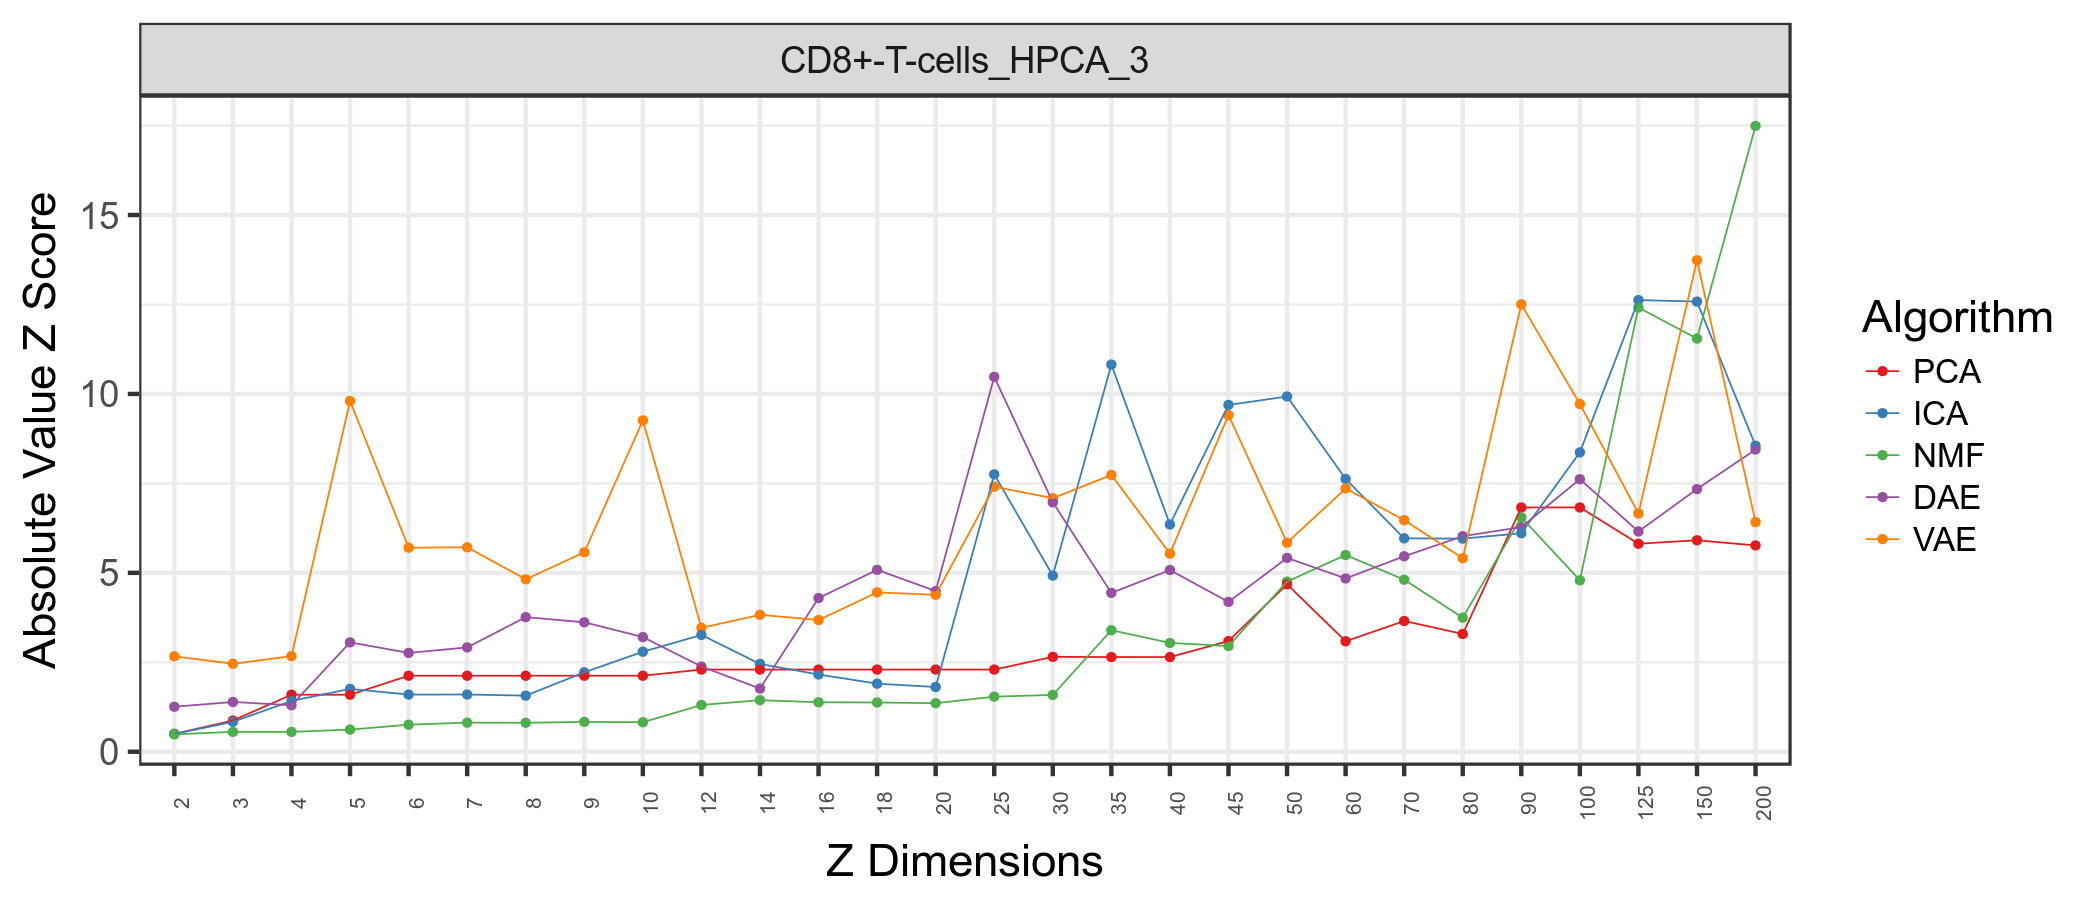 CD8+-T-cells_HPCA_3
Absolute Value Z Score
15
10
5
0
2 3 4 5 6 7 8 9 10 12 14 16 18 20 25 30 35 40 45 50 60 70 80 90 100 125 150 200
Z Dimensions
Algorithm
PCA
ICA
NMF
DAE
VAE